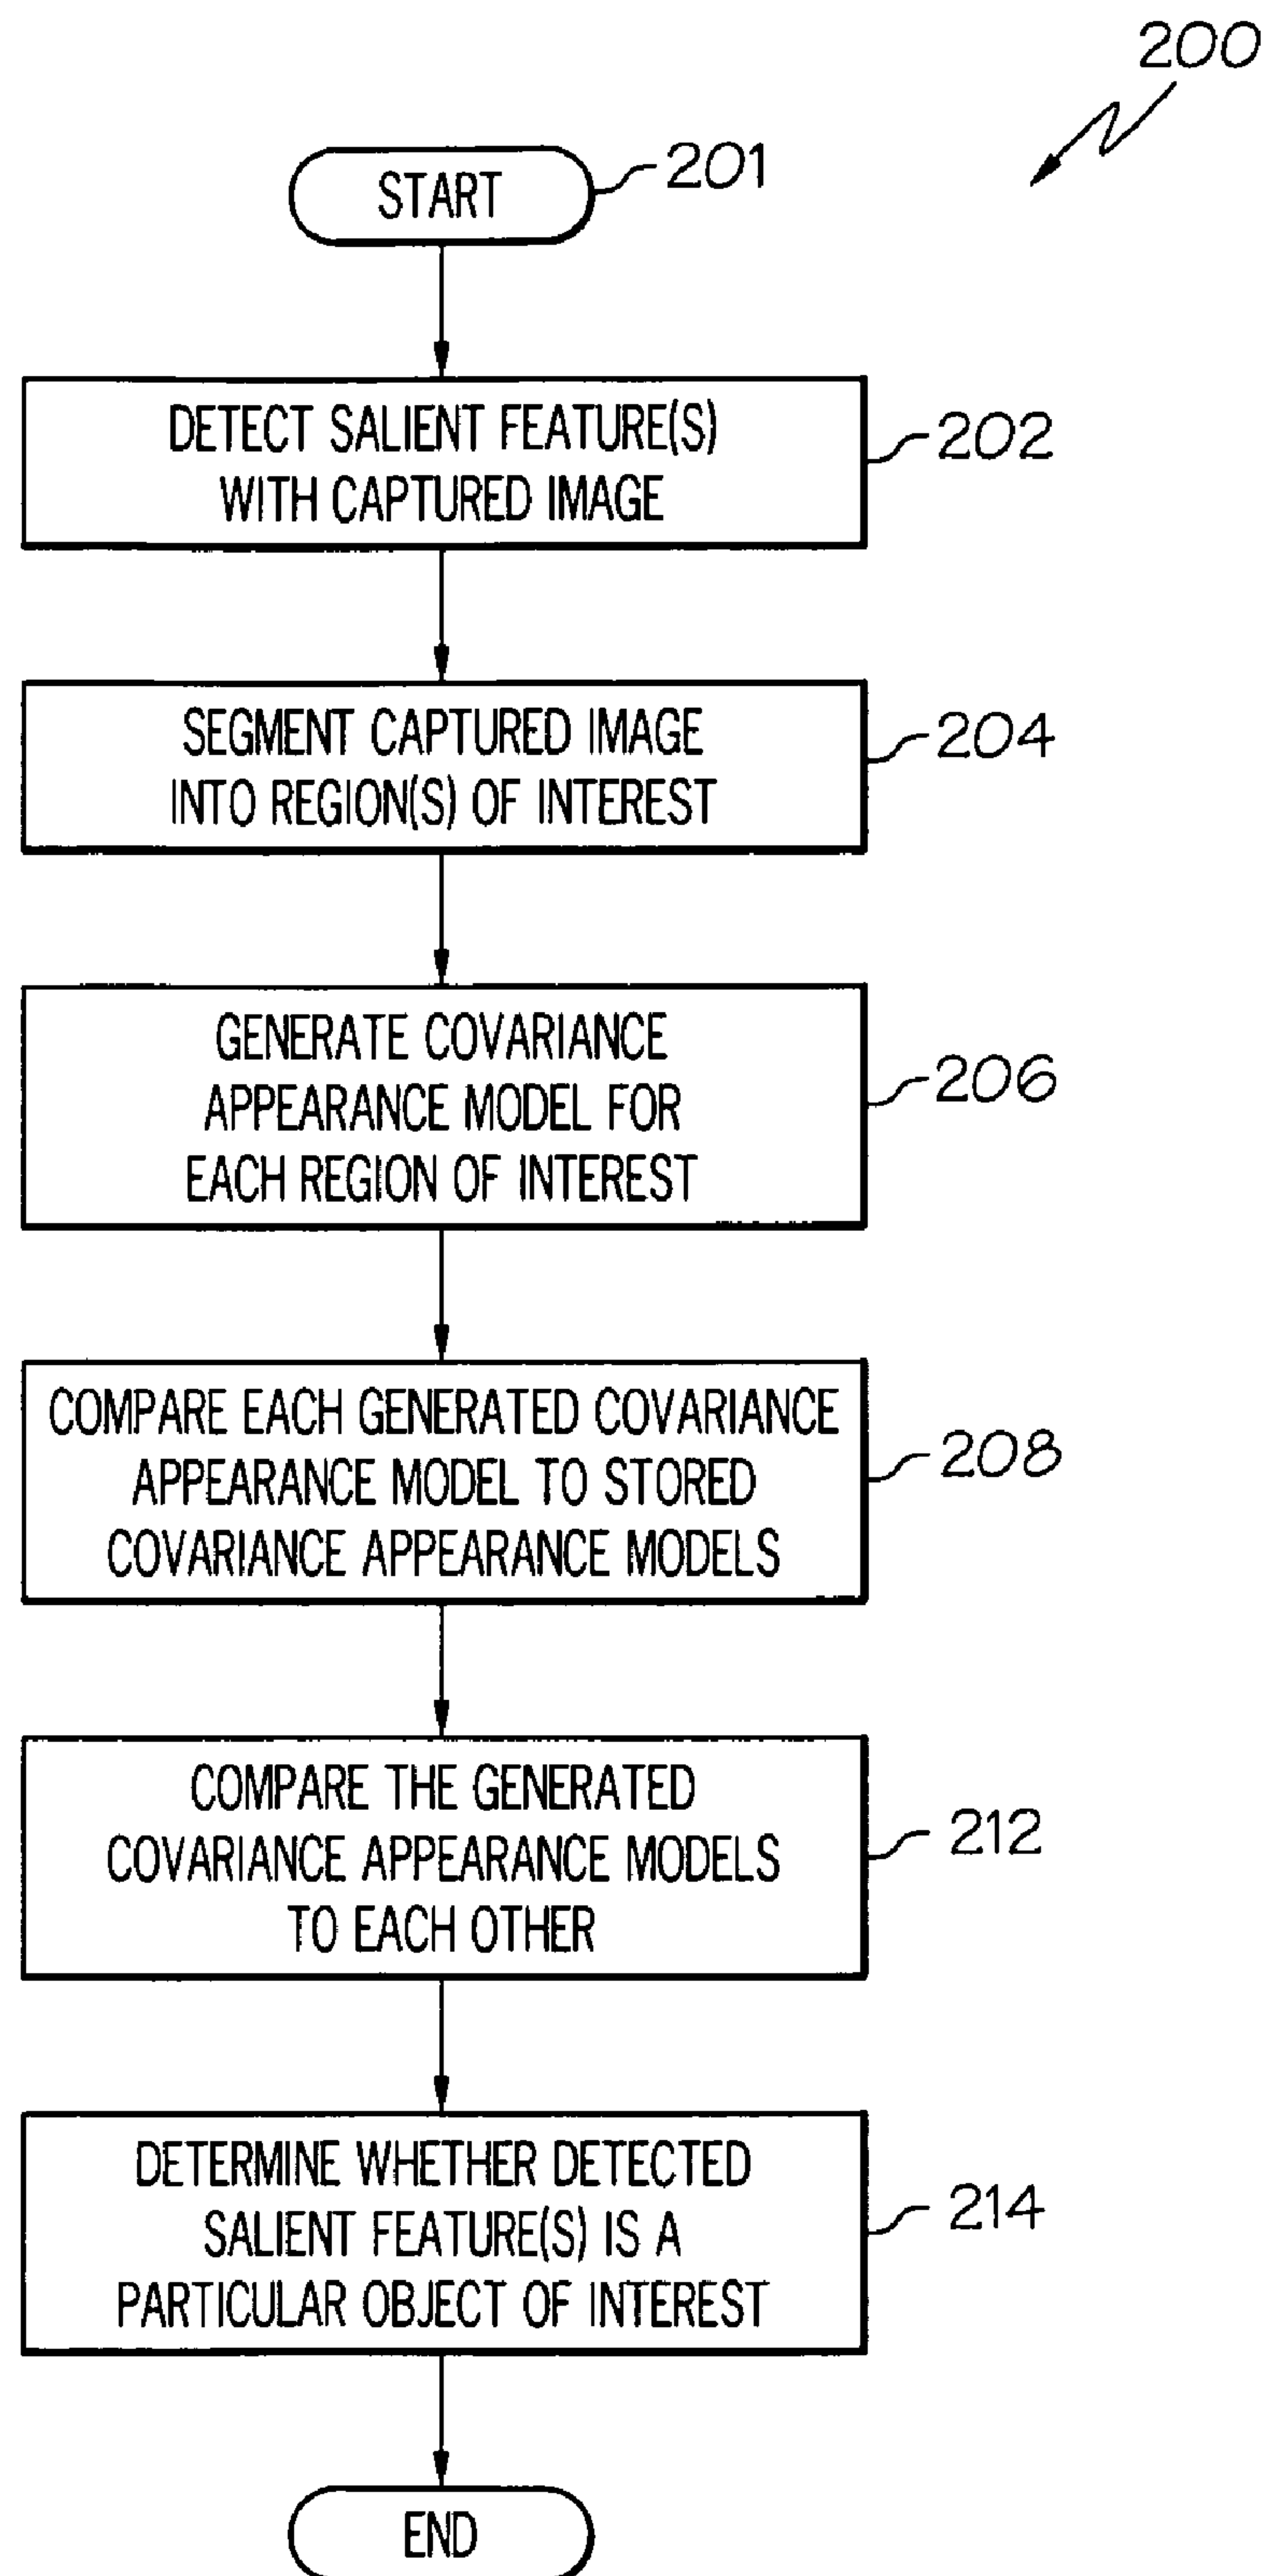 200
START
201
DETECT SALIENT FEATURE(S)
WITH CAPTURED IMAGE
202
SEGMENT CAPTURED IMAGE
INTO REGION(S) OF INTEREST
204
GENERATE COVARIANCE
APPEARANCE MODEL FOR
EACH REGION OF INTEREST
206
COMPARE EACH GENERATED COVARIANCE
APPEARANCE MODEL TO STORED
COVARIANCE APPEARANCE MODELS
208
COMPARE THE GENERATED
COVARIANCE APPEARANCE MODELS
TO EACH OTHER
212
DETERMINE WHETHER DETECTED
SALIENT FEATURE(S) IS A
PARTICULAR OBJECT OF INTEREST
214
END